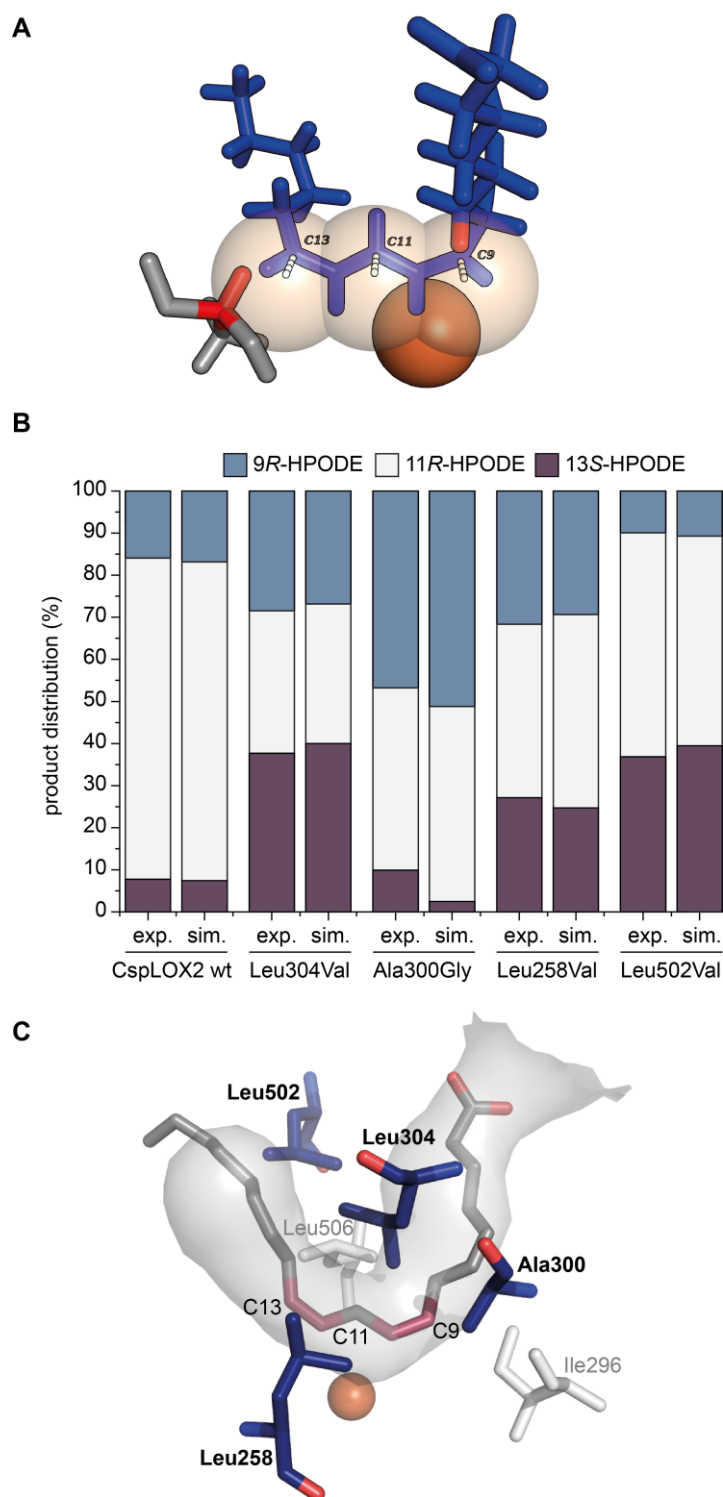 A
C13
C11
C9
B
9R-HPODE 11R-HPODE 13S-HPODE
product distribution (%)
100
90
80
70
60
50
40
30
20
10
0
exp. sim. exp. sim. exp. sim. exp. sim. exp. sim.
CspLOX2 wt Leu304Val Ala300Gly Leu258Val Leu502Val
C
Leu502
Leu304
Leu506
Ala300
C13
C11
C9
Ile296
Leu258